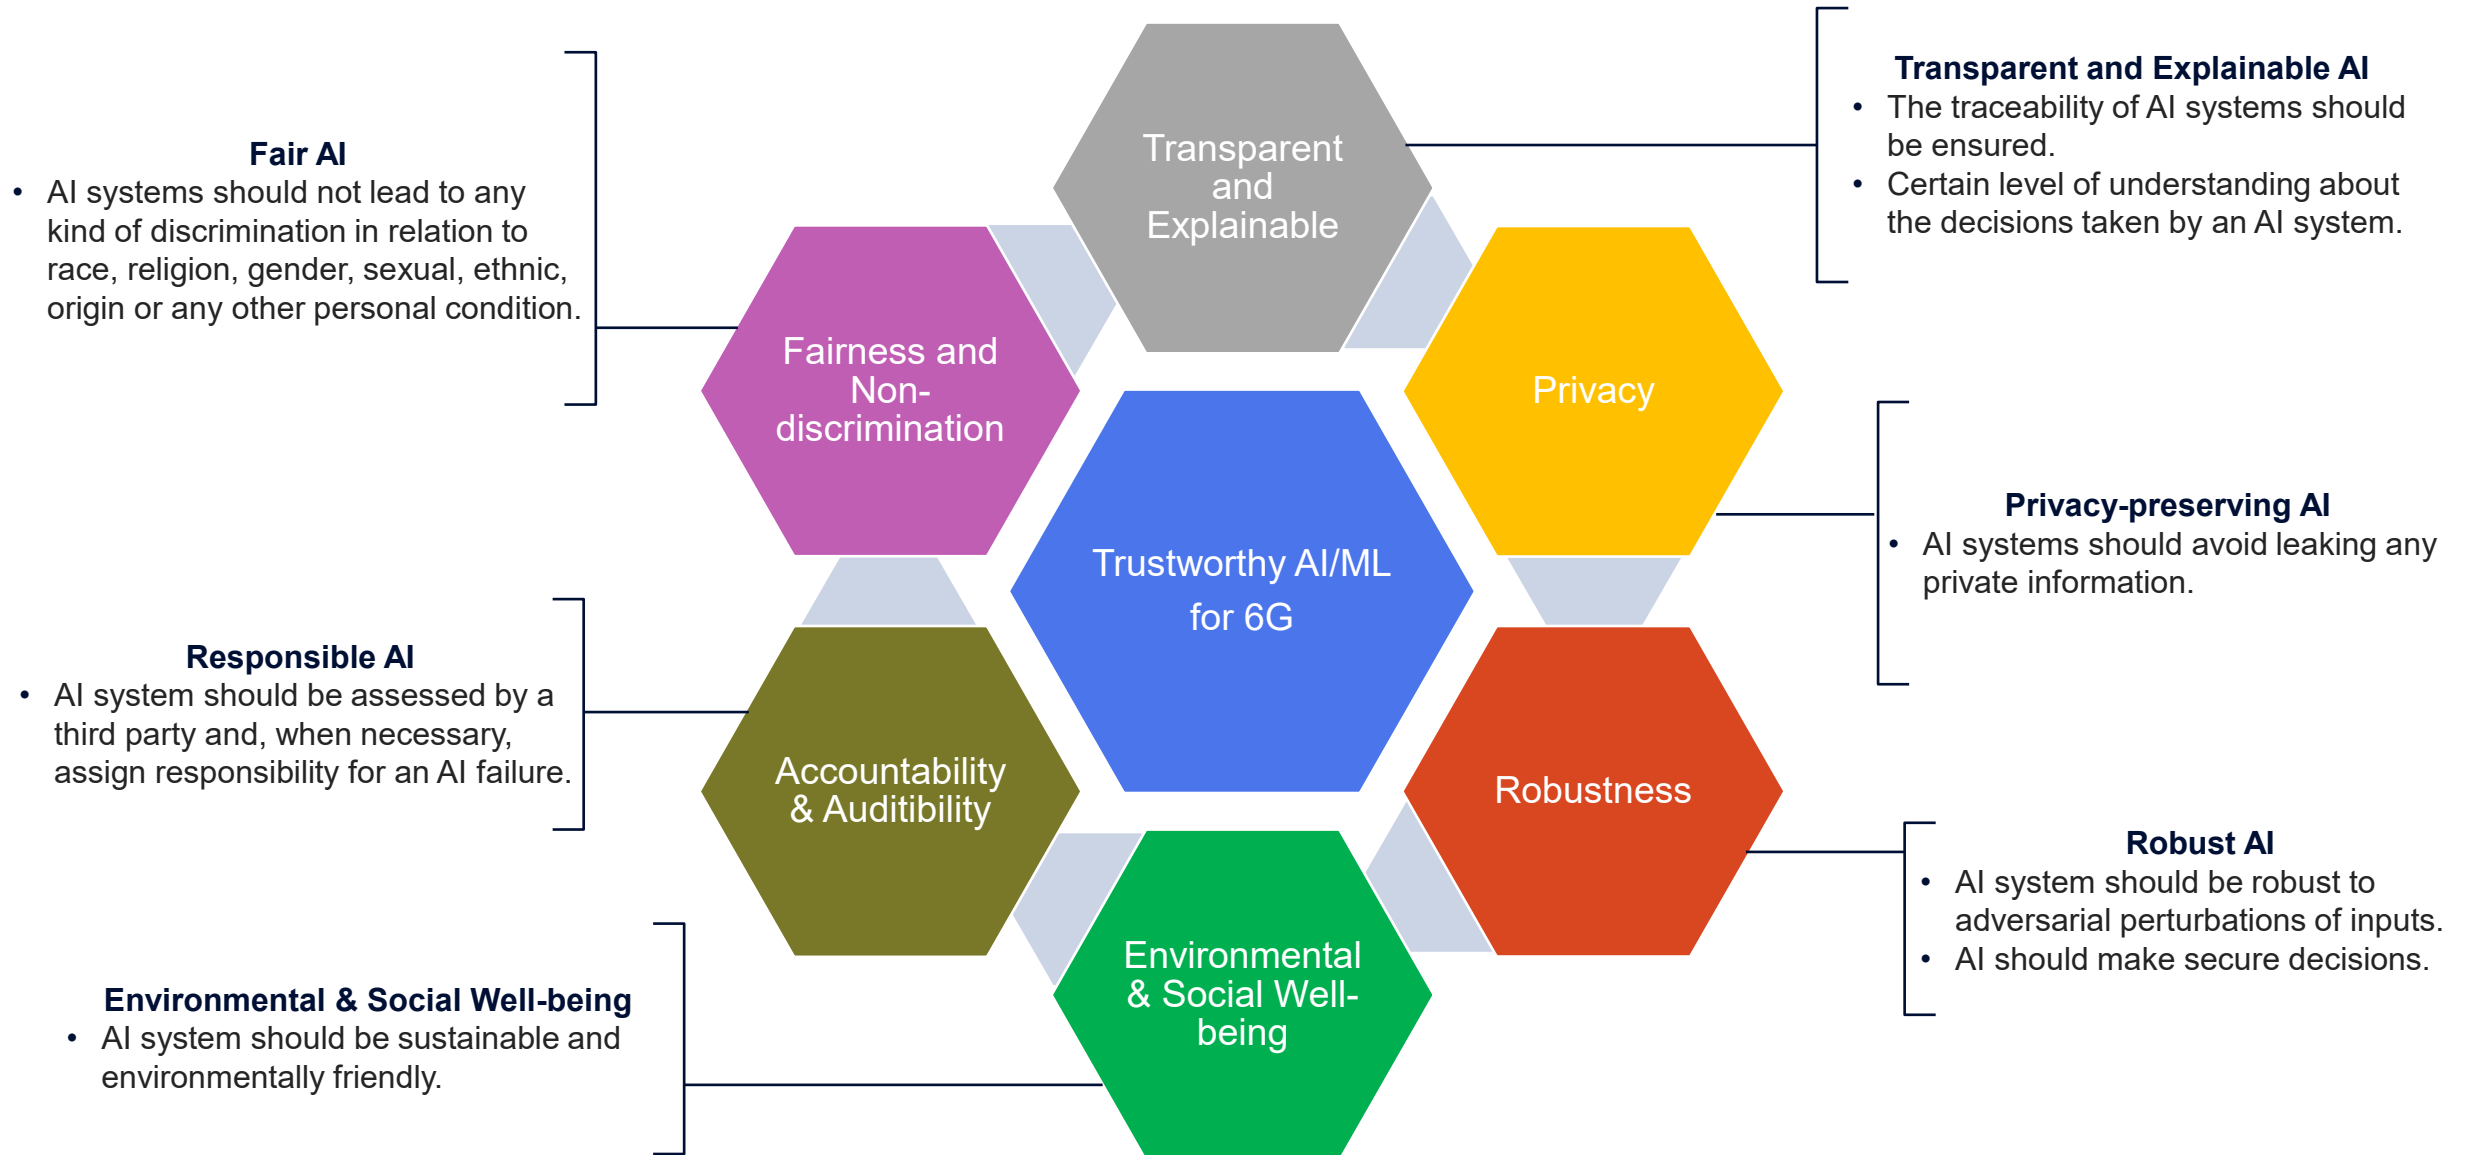 Transparent and Explainable AI
• The traceability of AI systems should
be ensured.
• Certain level of understanding about
the decisions taken by an AI system.
Fair AI
• AI systems should not lead to any
kind of discrimination in relation to
race, religion, gender, sexual, ethnic,
origin or any other personal condition.
Transparent
and
Explainable
Fairness and
Non-
discrimination
Privacy
Privacy-preserving AI
• AI systems should avoid leaking any
private information.
Trustworthy AI/ML
for 6G
Responsible AI
• AI system should be assessed by a
third party and, when necessary,
assign responsibility for an AI failure.
Accountability
& Auditibility
Robustness
Robust AI
• AI system should be robust to
adversarial perturbations of inputs.
• AI should make secure decisions.
Environmental
& Social Well-
being
Environmental & Social Well-being
• AI system should be sustainable and
environmentally friendly.